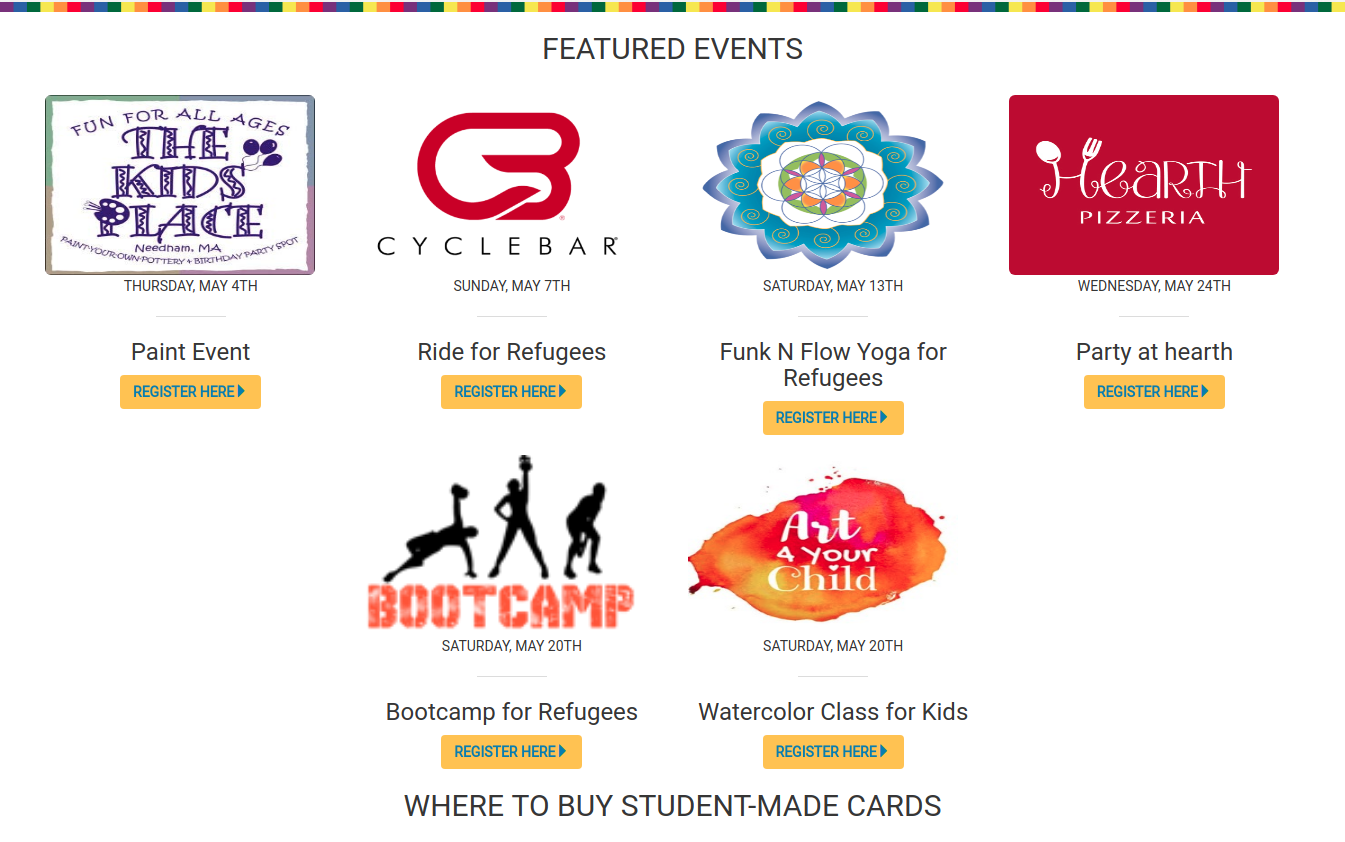 FEATURED EVENTS
FUN FOR ALL AGES
THE
KIDS
PLACE
Needham, MA
PAINT-YOUR-OWN-POTTERY + BIRTHDAY PARTY SPOT
THURSDAY, MAY 4TH
Paint Event
REGISTER HERE
CB
CYCLEBAR
SUNDAY, MAY 7TH
Ride for Refugees
REGISTER HERE
SATURDAY, MAY 13TH
Funk N Flow Yoga for
Refugees
REGISTER HERE
Hearth
PIZZERIA
WEDNESDAY, MAY 24TH
Party at hearth
REGISTER HERE
BOOTCAMP
SATURDAY, MAY 20TH
Bootcamp for Refugees
REGISTER HERE
Art
4 Your
Child
SATURDAY, MAY 20TH
Watercolor Class for Kids
REGISTER HERE
WHERE TO BUY STUDENT-MADE CARDS